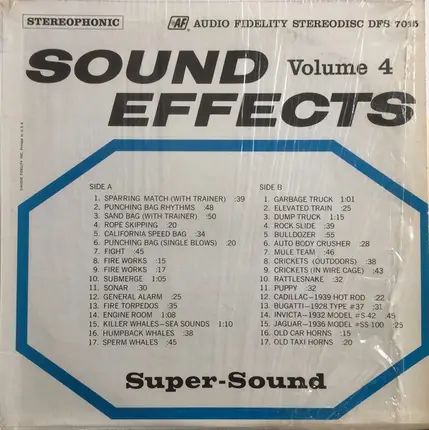 STEREOPHONIC
AF AUDIO FIDELITY STEREODISC DFS 7015
SOUND Volume 4
EFFECTS
SIDE A
1. SPARRING MATCH (WITH TRAINER) :39
2. PUNCHING BAG RHYTHMS :48
3. SAND BAG (WITH TRAINER) :50
4. ROPE SKIPPING :20
5. CALIFORNIA SPEED BAG :34
6. PUNCHING BAG (SINGLE BLOWS) :20
7. FIGHT :45
8. FIRE WORKS :15
9. FIRE WORKS :17
10. SUBMERGE 1:05
11. SONAR :30
12. GENERAL ALARM :25
13. FIRE TORPEDOS :35
14. ENGINE ROOM 1:08
15. KILLER WHALES—SEA SOUNDS 1:10
16. HUMPBACK WHALES :38
17. SPERM WHALES :45
SIDE B
1. GARBAGE TRUCK 1:01
2. ELEVATED TRAIN :25
3. DUMP TRUCK 1:15
4. ROCK SLIDE :39
5. BULLDOZER :55
6. AUTO BODY CRUSHER :28
7. MULE TEAM :46
8. CRICKETS (OUTDOORS) :38
9. CRICKETS (IN WIRE CAGE) :43
10. RATTLESNAKE :32
11. PUPPY :32
12. CADILLAC—1939 HOT ROD :22
13. BUGATTI—1928 TYPE #37 :31
14. INVICTA—1932 MODEL #S 42 :45
15. JAGUAR—1936 MODEL #SS 100 :25
16. OLD CAR HORNS :20
17. OLD TAXI HORNS :20
Super-Sound